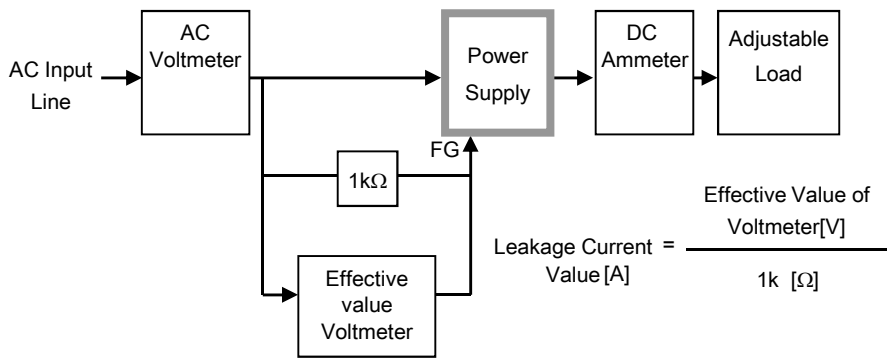 AC Input
Line
AC
Voltmeter
Power
Supply
DC
Ammeter
Adjustable
Load
FG
1kΩ
Effective
value
Voltmeter
Leakage Current
Value [A]
=
Effective Value of
Voltmeter[V]
1k [Ω]